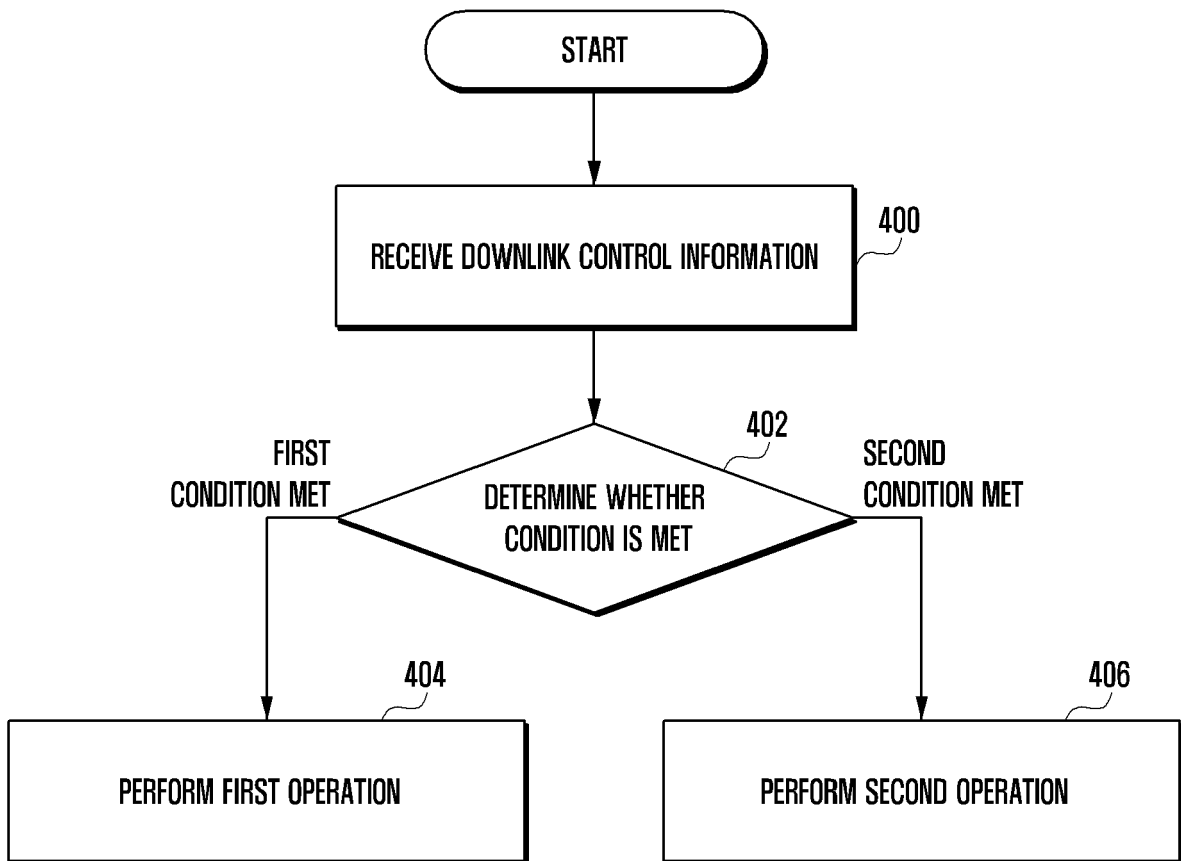 START
400
RECEIVE DOWNLINK CONTROL INFORMATION
402
FIRST
CONDITION MET
SECOND
CONDITION MET
DETERMINE WHETHER
CONDITION IS MET
404
PERFORM FIRST OPERATION
406
PERFORM SECOND OPERATION